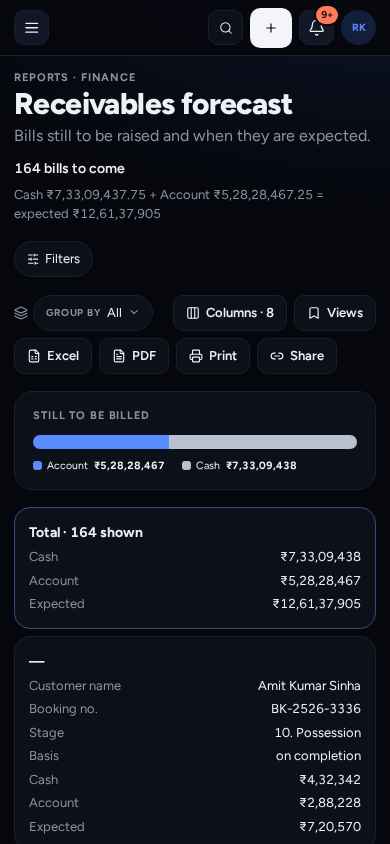 9+
RK
REPORTS · FINANCE
Receivables forecast
Bills still to be raised and when they are expected.
164 bills to come
Cash ₹7,33,09,437.75 + Account ₹5,28,28,467.25 =
expected ₹12,61,37,905
Filters
GROUP BY All
Columns · 8
Views
Excel
PDF
Print
Share
STILL TO BE BILLED
Account ₹5,28,28,467 Cash ₹7,33,09,438
Total · 164 shown
Cash ₹7,33,09,438
Account ₹5,28,28,467
Expected ₹12,61,37,905
—
Customer name Amit Kumar Sinha
Booking no. BK-2526-3336
Stage 10. Possession
Basis on completion
Cash ₹4,32,342
Account ₹2,88,228
Expected ₹7,20,570